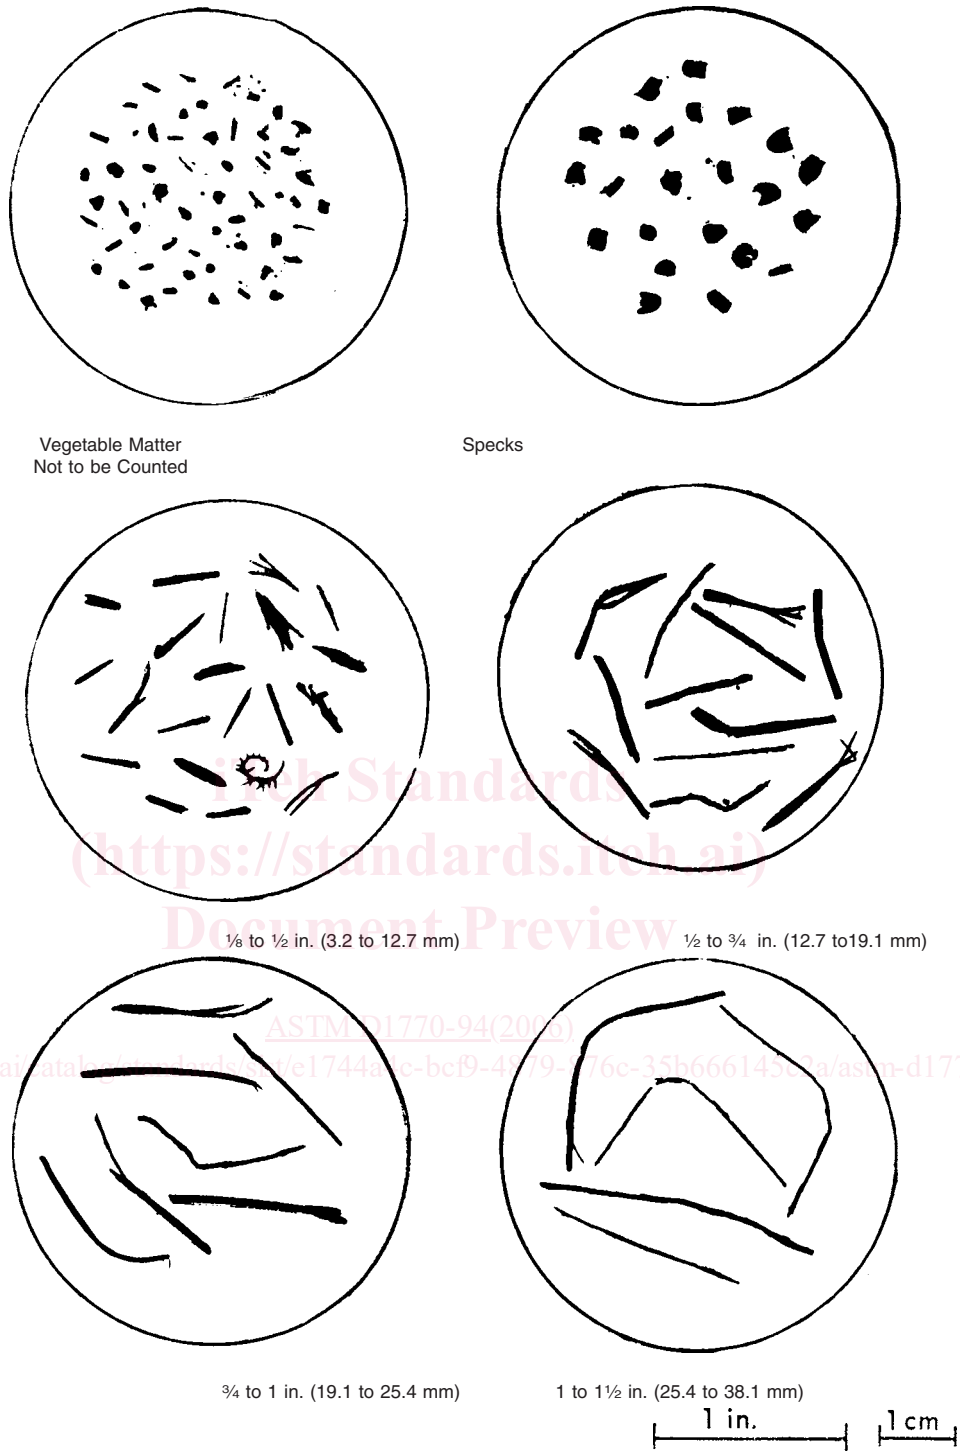 Vegetable Matter
Not to be Counted
Specks
iTeh Standards
(https://standards.iteh.ai)
Document Preview
⅛ to ½ in. (3.2 to 12.7 mm)
½ to ¾ in. (12.7 to19.1 mm)
ASTM D1770-94(2006)
¾ to 1 in. (19.1 to 25.4 mm)
1 to 1½ in. (25.4 to 38.1 mm)
1 in.
1 cm